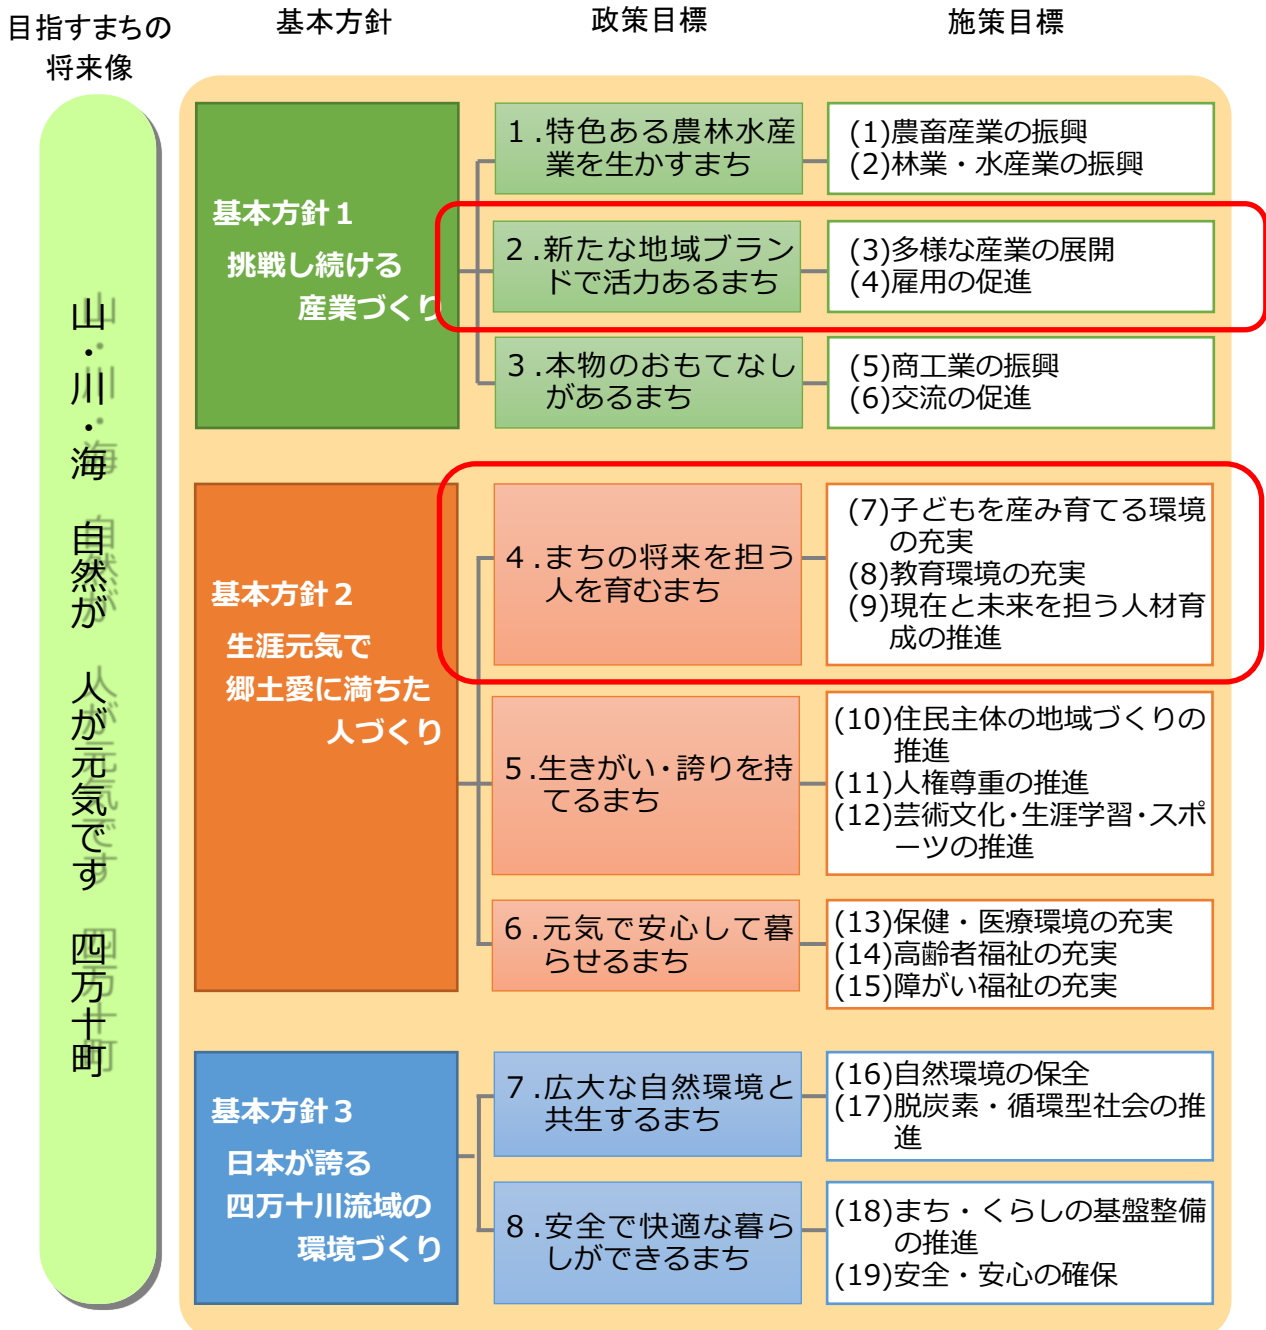 目指すまちの
将来像
基本方針
政策目標
施策目標
山・川・海 自然が 人が元気です 四万十町
基本方針１
挑戦し続ける
産業づくり
１.特色ある農林水産
業を生かすまち
(1)農畜産業の振興
(2)林業・水産業の振興
２.新たな地域ブラン
ドで活力あるまち
(3)多様な産業の展開
(4)雇用の促進
３.本物のおもてなし
があるまち
(5)商工業の振興
(6)交流の促進
基本方針２
生涯元気で
郷土愛に満ちた
人づくり
４.まちの将来を担う
人を育むまち
(7)子どもを産み育てる環境
の充実
(8)教育環境の充実
(9)現在と未来を担う人材育
成の推進
５.生きがい・誇りを持
てるまち
(10)住民主体の地域づくりの
推進
(11)人権尊重の推進
(12)芸術文化・生涯学習・スポ
ーツの推進
６.元気で安心して暮
らせるまち
(13)保健・医療環境の充実
(14)高齢者福祉の充実
(15)障がい福祉の充実
基本方針３
日本が誇る
四万十川流域の
環境づくり
７.広大な自然環境と
共生するまち
(16)自然環境の保全
(17)脱炭素・循環型社会の推
進
８.安全で快適な暮ら
しができるまち
(18)まち・くらしの基盤整備
の推進
(19)安全・安心の確保